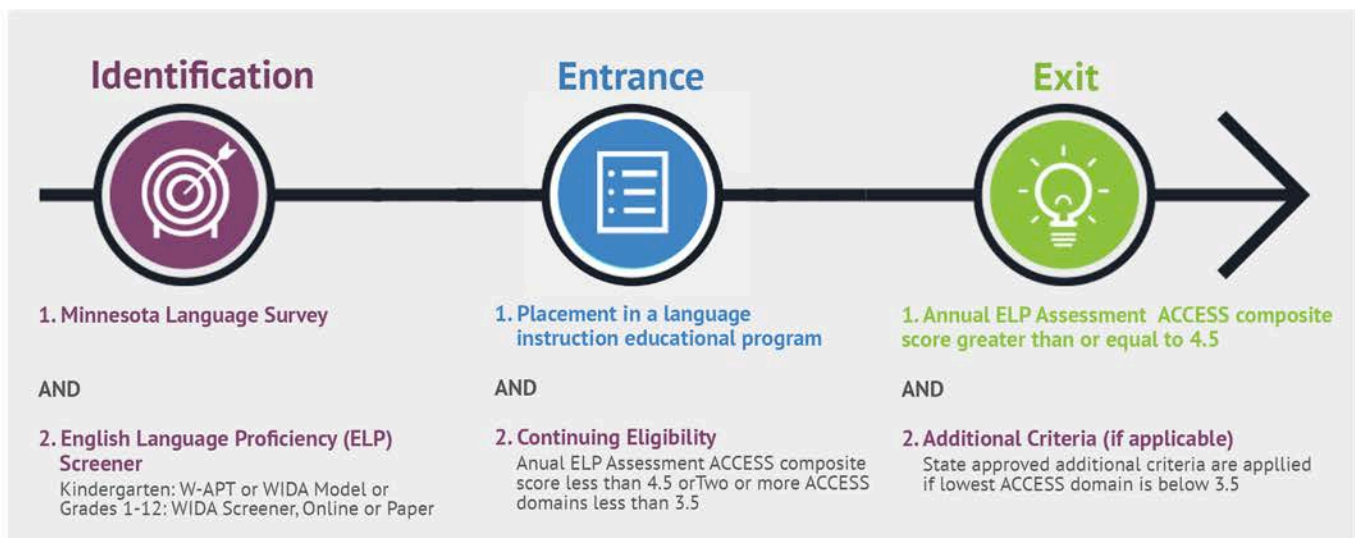 Identification
1. Minnesota Language Survey
AND
2. English Language Proficiency (ELP)
Screener
Kindergarten: W-APT or WIDA Model or
Grades 1-12: WIDA Screener, Online or Paper
Entrance
1. Placement in a language
instruction educational program
AND
2. Continuing Eligibility
Anual ELP Assessment ACCESS composite
score less than 4.5 orTwo or more ACCESS
domains less than 3.5
Exit
1. Annual ELP Assessment ACCESS composite
score greater than or equal to 4.5
AND
2. Additional Criteria (if applicable)
State approved additional criteria are appllied
if lowest ACCESS domain is below 3.5